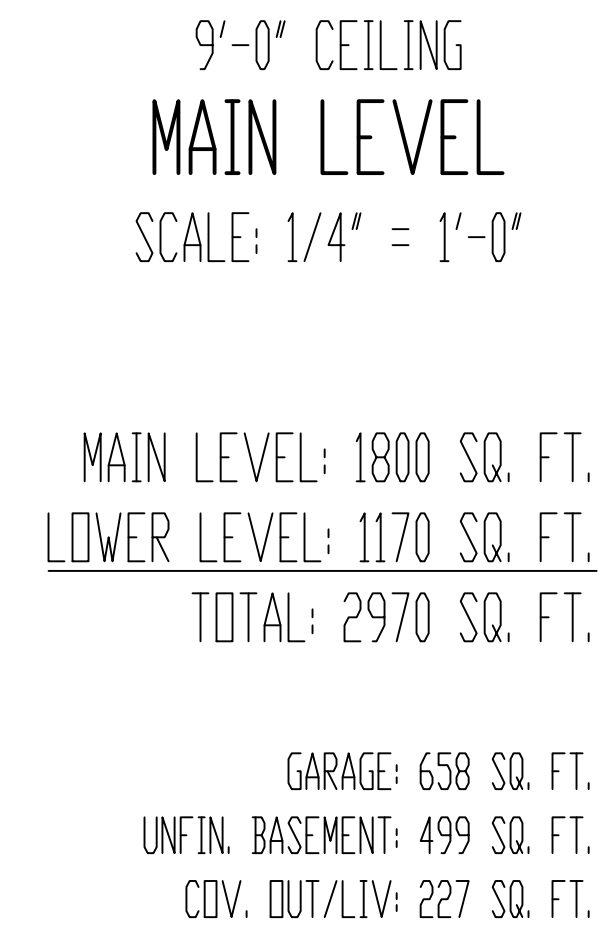 9'-0" CEILING
MAIN LEVEL
SCALE: 1/4" = 1'-0"
MAIN LEVEL: 1800 SQ. FT.
LOWER LEVEL: 1170 SQ. FT.
TOTAL: 2970 SQ. FT.
GARAGE: 658 SQ. FT.
UNFIN. BASEMENT: 499 SQ. FT.
COV. OUT/LIV: 227 SQ. FT.